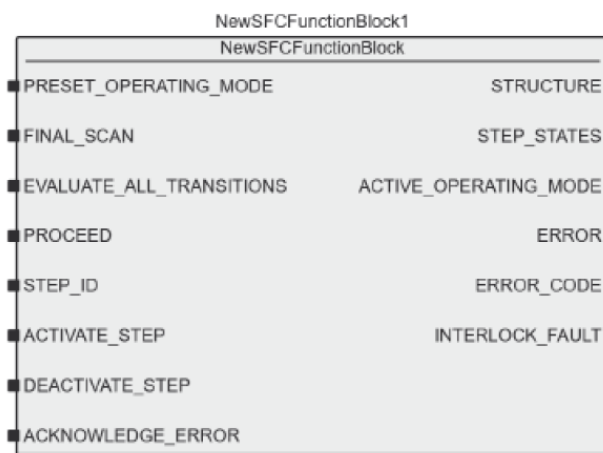 NewSFCFunctionBlock1
NewSFCFunctionBlock
PRESET_OPERATING_MODE STRUCTURE
FINAL_SCAN STEP_STATES
EVALUATE_ALL_TRANSITIONS ACTIVE_OPERATING_MODE
PROCEED ERROR
STEP_ID ERROR_CODE
ACTIVATE_STEP INTERLOCK_FAULT
DEACTIVATE_STEP
ACKNOWLEDGE_ERROR